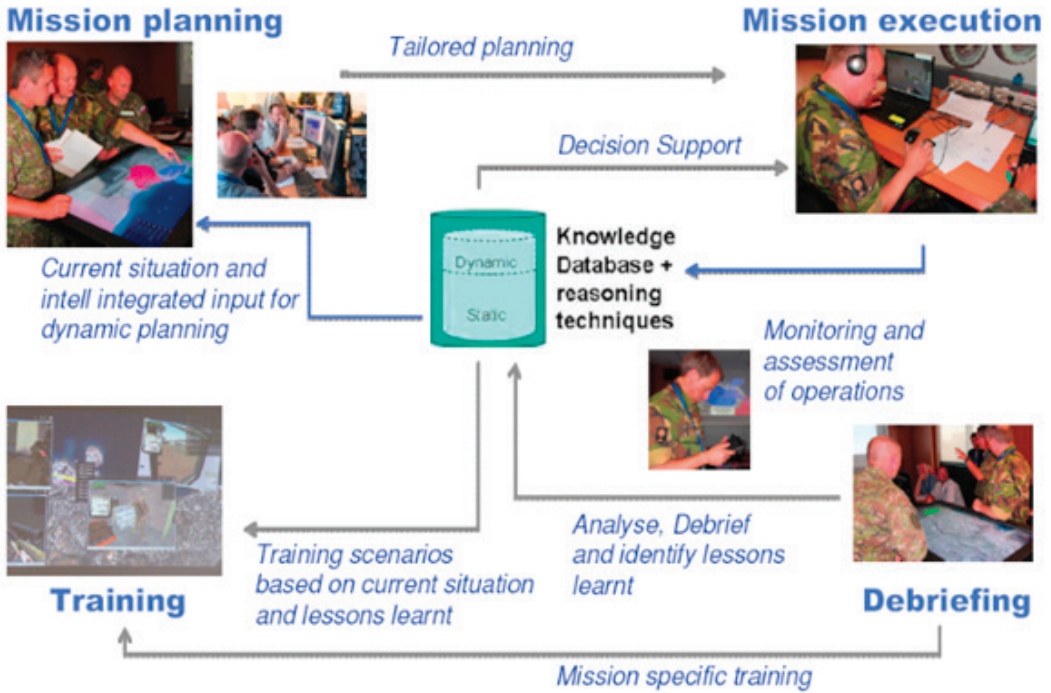 Mission planning
Mission execution
Tailored planning
Decision Support
Dynamic
Static
Knowledge
Database +
reasoning
techniques
Current situation and
intell integrated input for
dynamic planning
Monitoring and
assessment
of operations
Analyse, Debrief
and identify lessons
learnt
Training scenarios
based on current situation
and lessons learnt
Training
Debriefing
Mission specific training